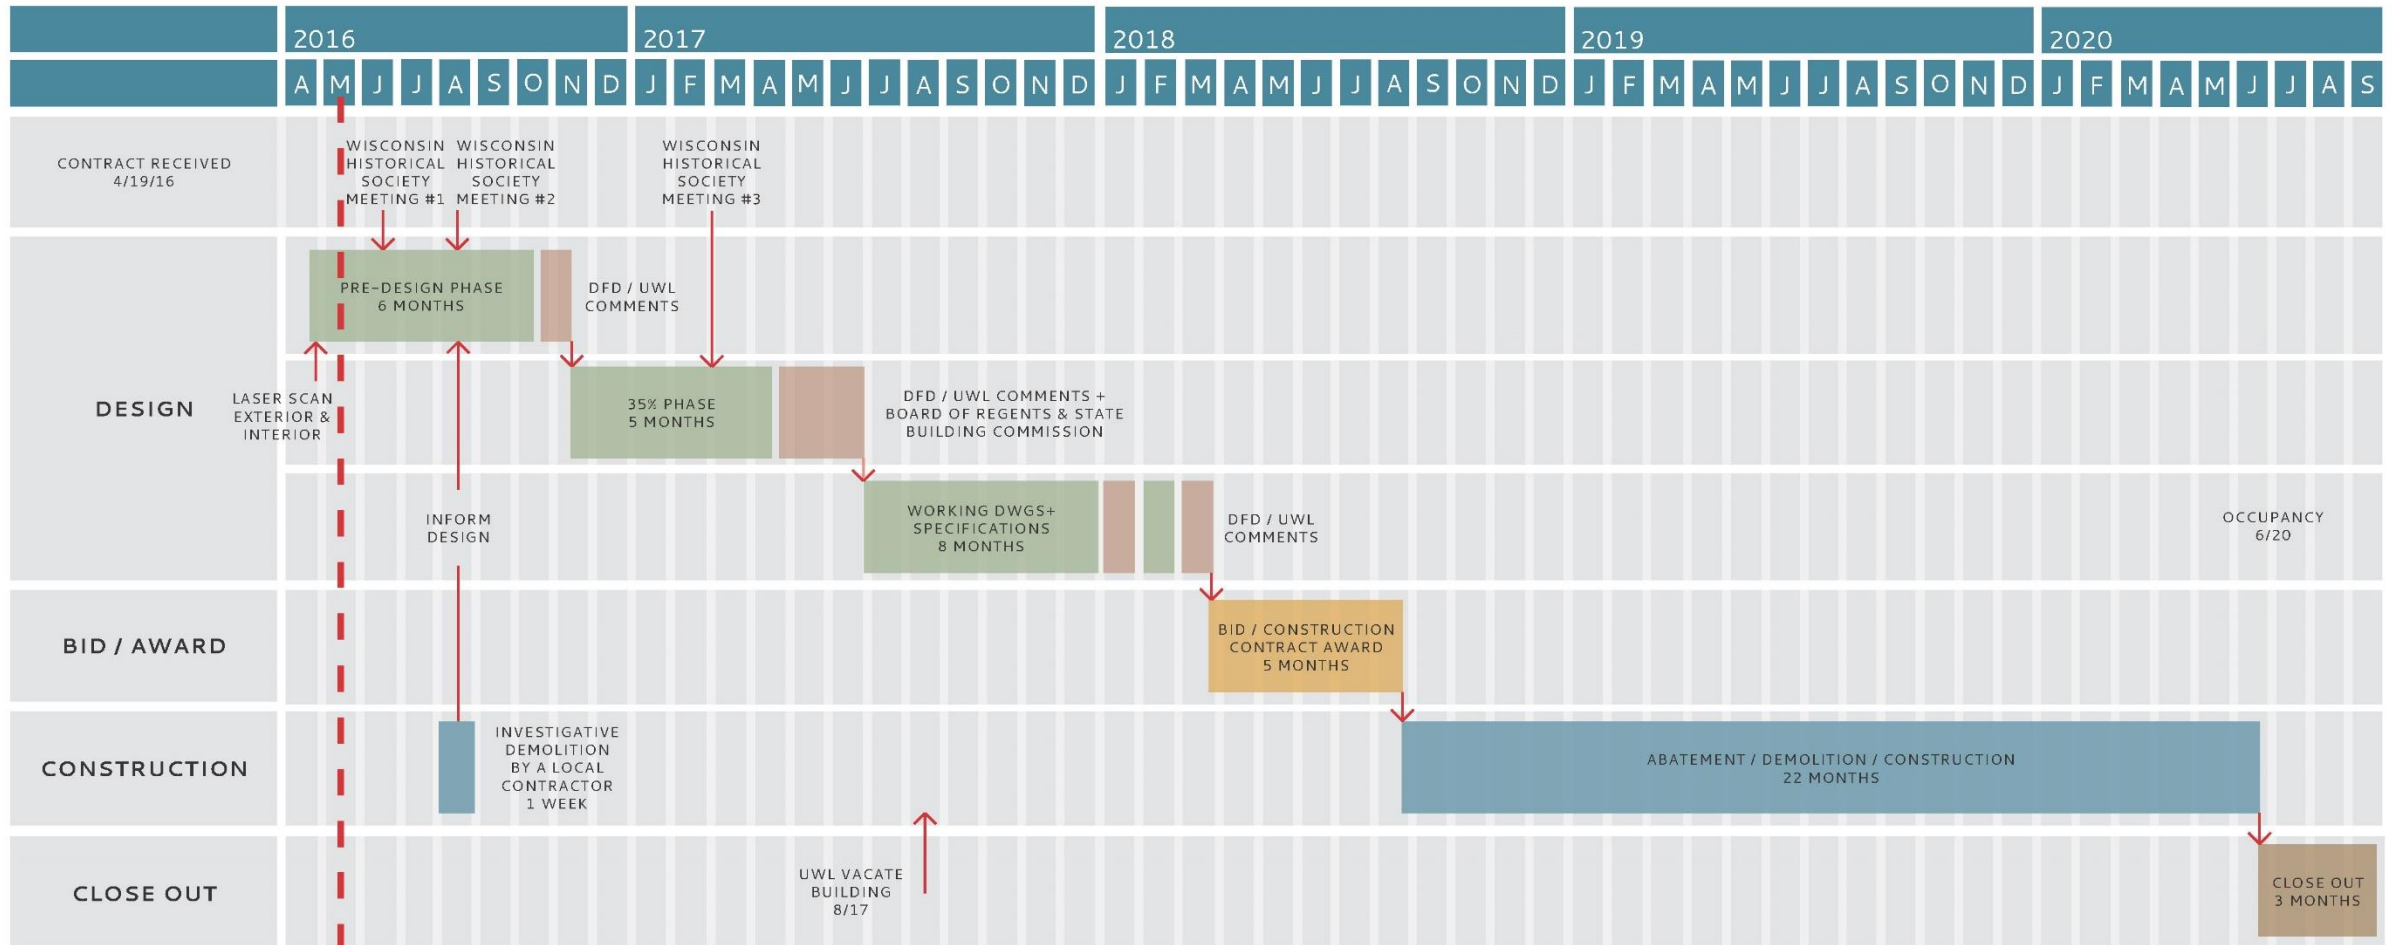 2016 2017 2018 2019 2020
A M J J A S O N D J F M A M J J A S O N D J F M A M J J A S O N D J F M A M J J A S O N D J F M A M J J A S
CONTRACT RECEIVED
4/19/16
WISCONSIN
HISTORICAL
SOCIETY
MEETING #1
WISCONSIN
HISTORICAL
SOCIETY
MEETING #2
WISCONSIN
HISTORICAL
SOCIETY
MEETING #3
DESIGN
PRE-DESIGN PHASE
6 MONTHS
DFD / UWL
COMMENTS
LASER SCAN
EXTERIOR &
INTERIOR
35% PHASE
5 MONTHS
DFD / UWL COMMENTS +
BOARD OF REGENTS & STATE
BUILDING COMMISSION
INFORM
DESIGN
WORKING DWGS+
SPECIFICATIONS
8 MONTHS
DFD / UWL
COMMENTS
OCCUPANCY
6/20
BID / AWARD
BID / CONSTRUCTION
CONTRACT AWARD
5 MONTHS
CONSTRUCTION
INVESTIGATIVE
DEMOLITION
BY A LOCAL
CONTRACTOR
1 WEEK
ABATEMENT / DEMOLITION / CONSTRUCTION
22 MONTHS
CLOSE OUT
UWL VACATE
BUILDING
8/17
CLOSE OUT
3 MONTHS